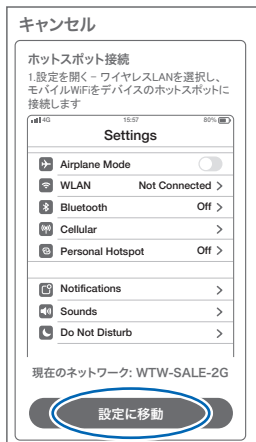 キャンセル
ホットスポット接続
1.設定を開く – ワイヤレスLANを選択し、
モバイルWiFiをデバイスのホットスポットに
接続します
4G 15:57 80%
Settings
Airplane Mode
WLAN Not Connected >
Bluetooth Off >
Cellular >
Personal Hotspot Off >
Notifications >
Sounds >
Do Not Disturb >
現在のネットワーク: WTW-SALE-2G
設定に移動